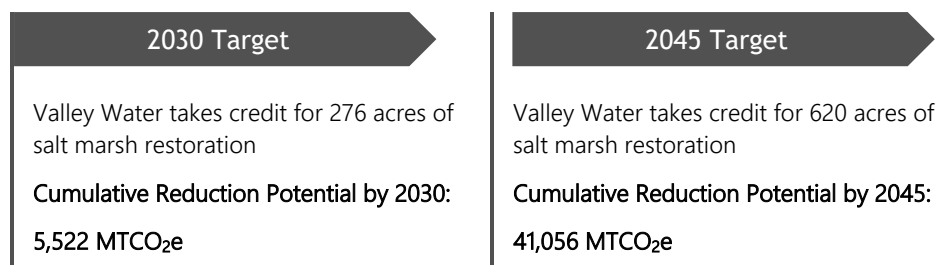 2030 Target
Valley Water takes credit for 276 acres of
salt marsh restoration
Cumulative Reduction Potential by 2030:
5,522 MTCO₂e
2045 Target
Valley Water takes credit for 620 acres of
salt marsh restoration
Cumulative Reduction Potential by 2045:
41,056 MTCO₂e